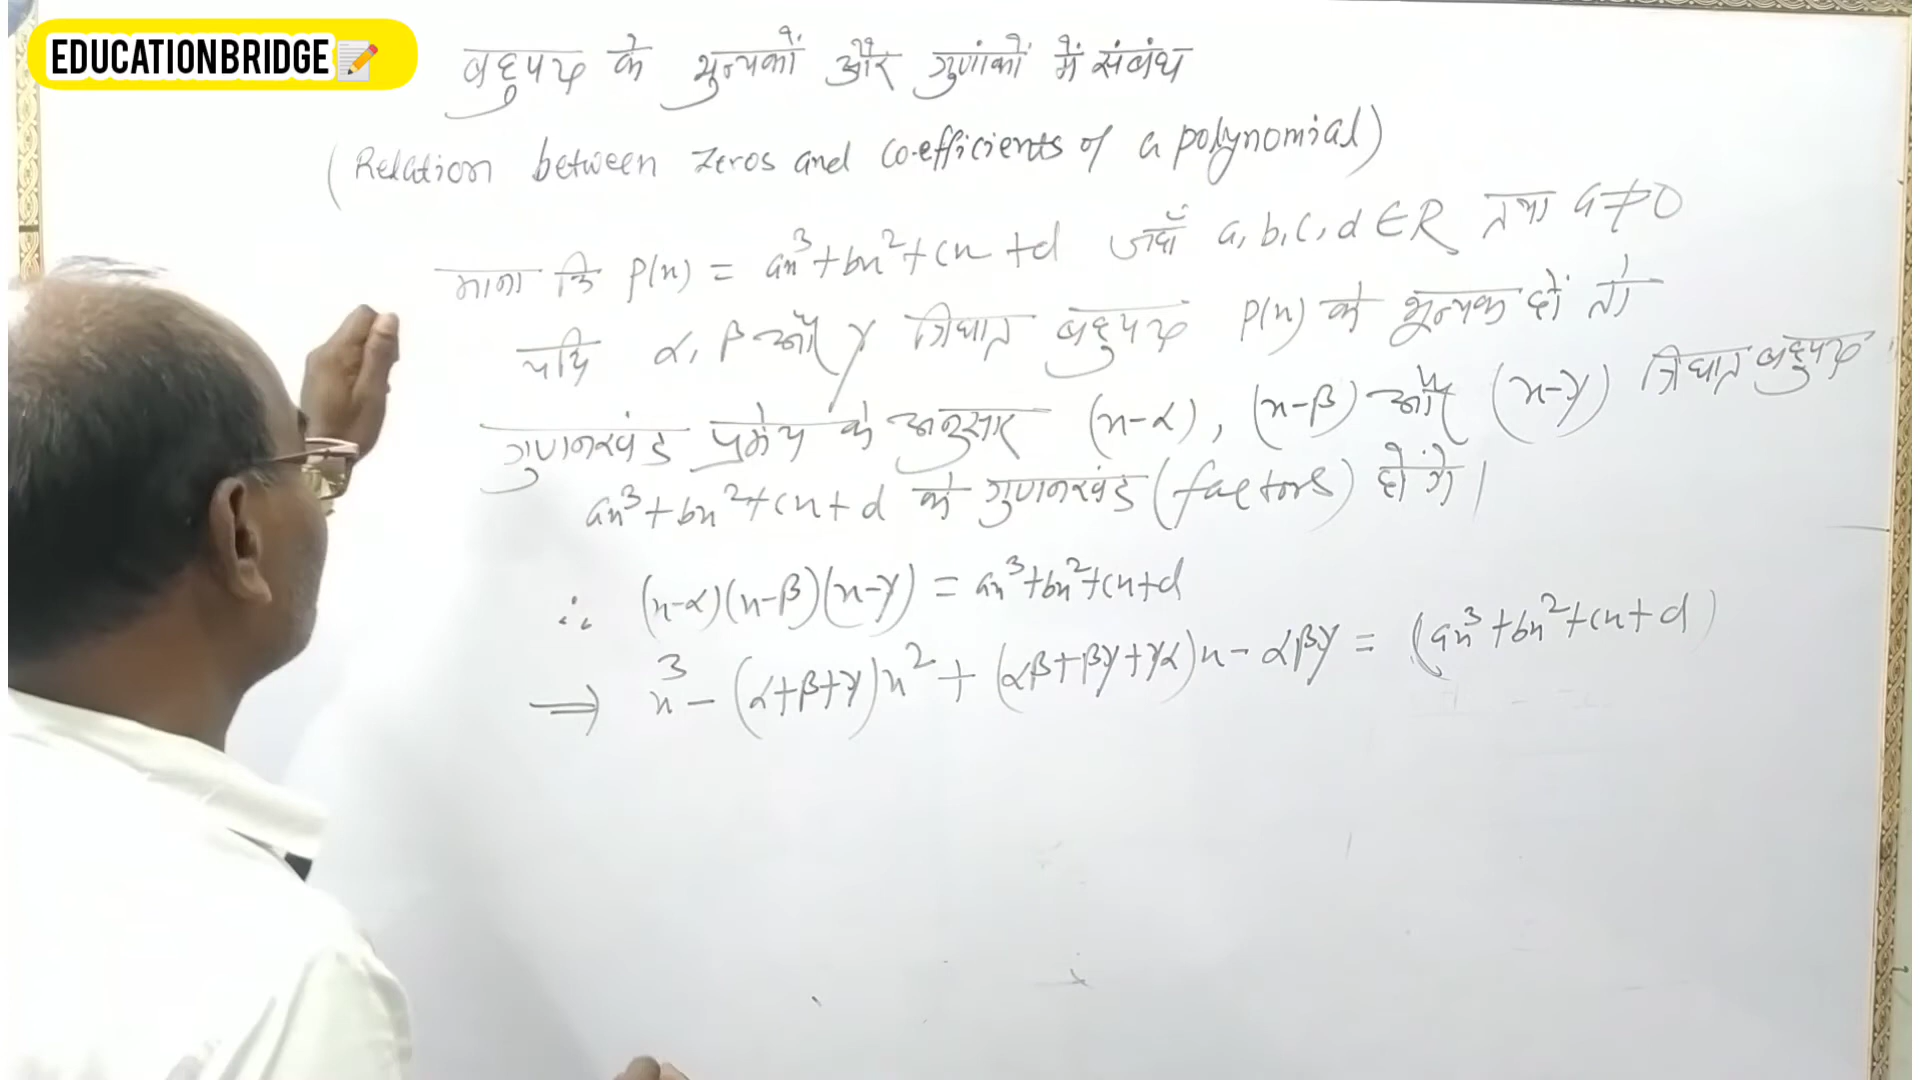 EDUCATIONBRIDGE📝
बहुपद के शून्यकों और गुणांकों में संबंध
(Relation between zeros and co-efficients of a polynomial)
माना कि p(x) = ax³+bx²+cx+d जहाँ a, b, c, d ∈ R तथा a≠0
यदि α, β और γ त्रिघात बहुपद p(x) के शून्यक हों तो
गुणनखंड प्रमेय के अनुसार (x-α), (x-β) और (x-γ) त्रिघात बहुपद
ax³+bx²+cx+d के गुणनखंड (factors) होंगे।
∴ (x-α)(x-β)(x-γ) = ax³+bx²+cx+d
⇒ x³ - (α+β+γ)x² + (αβ+βγ+γα)x - αβγ = (ax³+bx²+cx+d)